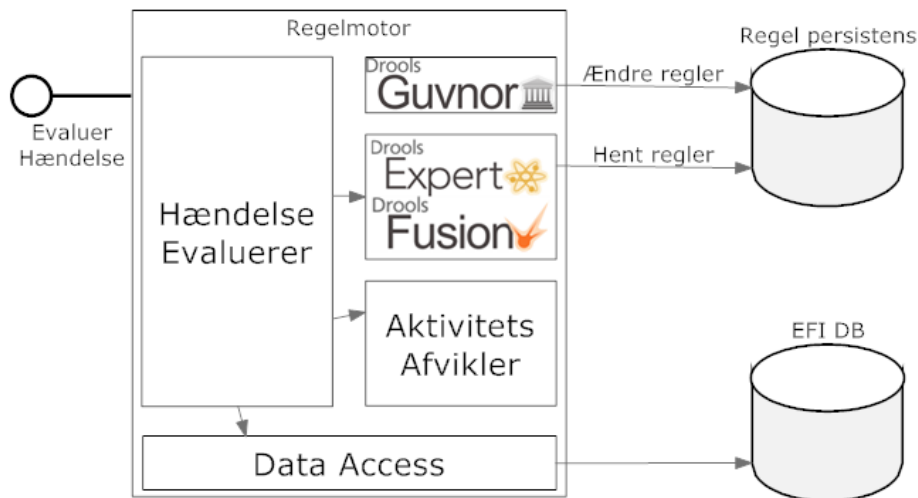 Regelmotor
Regel persistens
Evaluer
Hændelse
Hændelse
Evaluerer
Drools
Guvnor
Ændre regler
Drools
Expert
Drools
Fusion
Hent regler
Aktivitets
Afvikler
EFI DB
Data Access